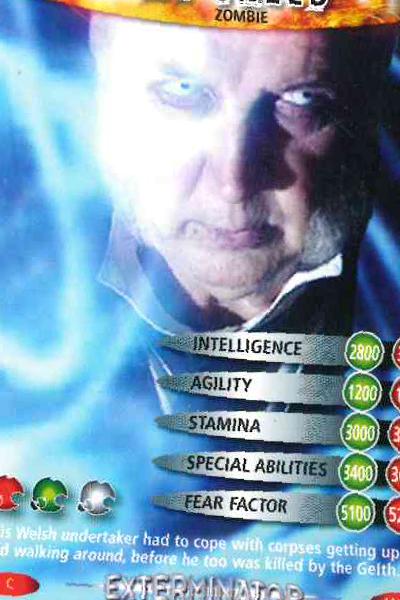 ZOMBIE
INTELLIGENCE 2800
AGILITY 1200
STAMINA 3000
SPECIAL ABILITIES 3400
FEAR FACTOR 5100
is Welsh undertaker had to cope with corpses getting up
d walking around, before he too was killed by the Gelth.
C
EXTERMINATOR